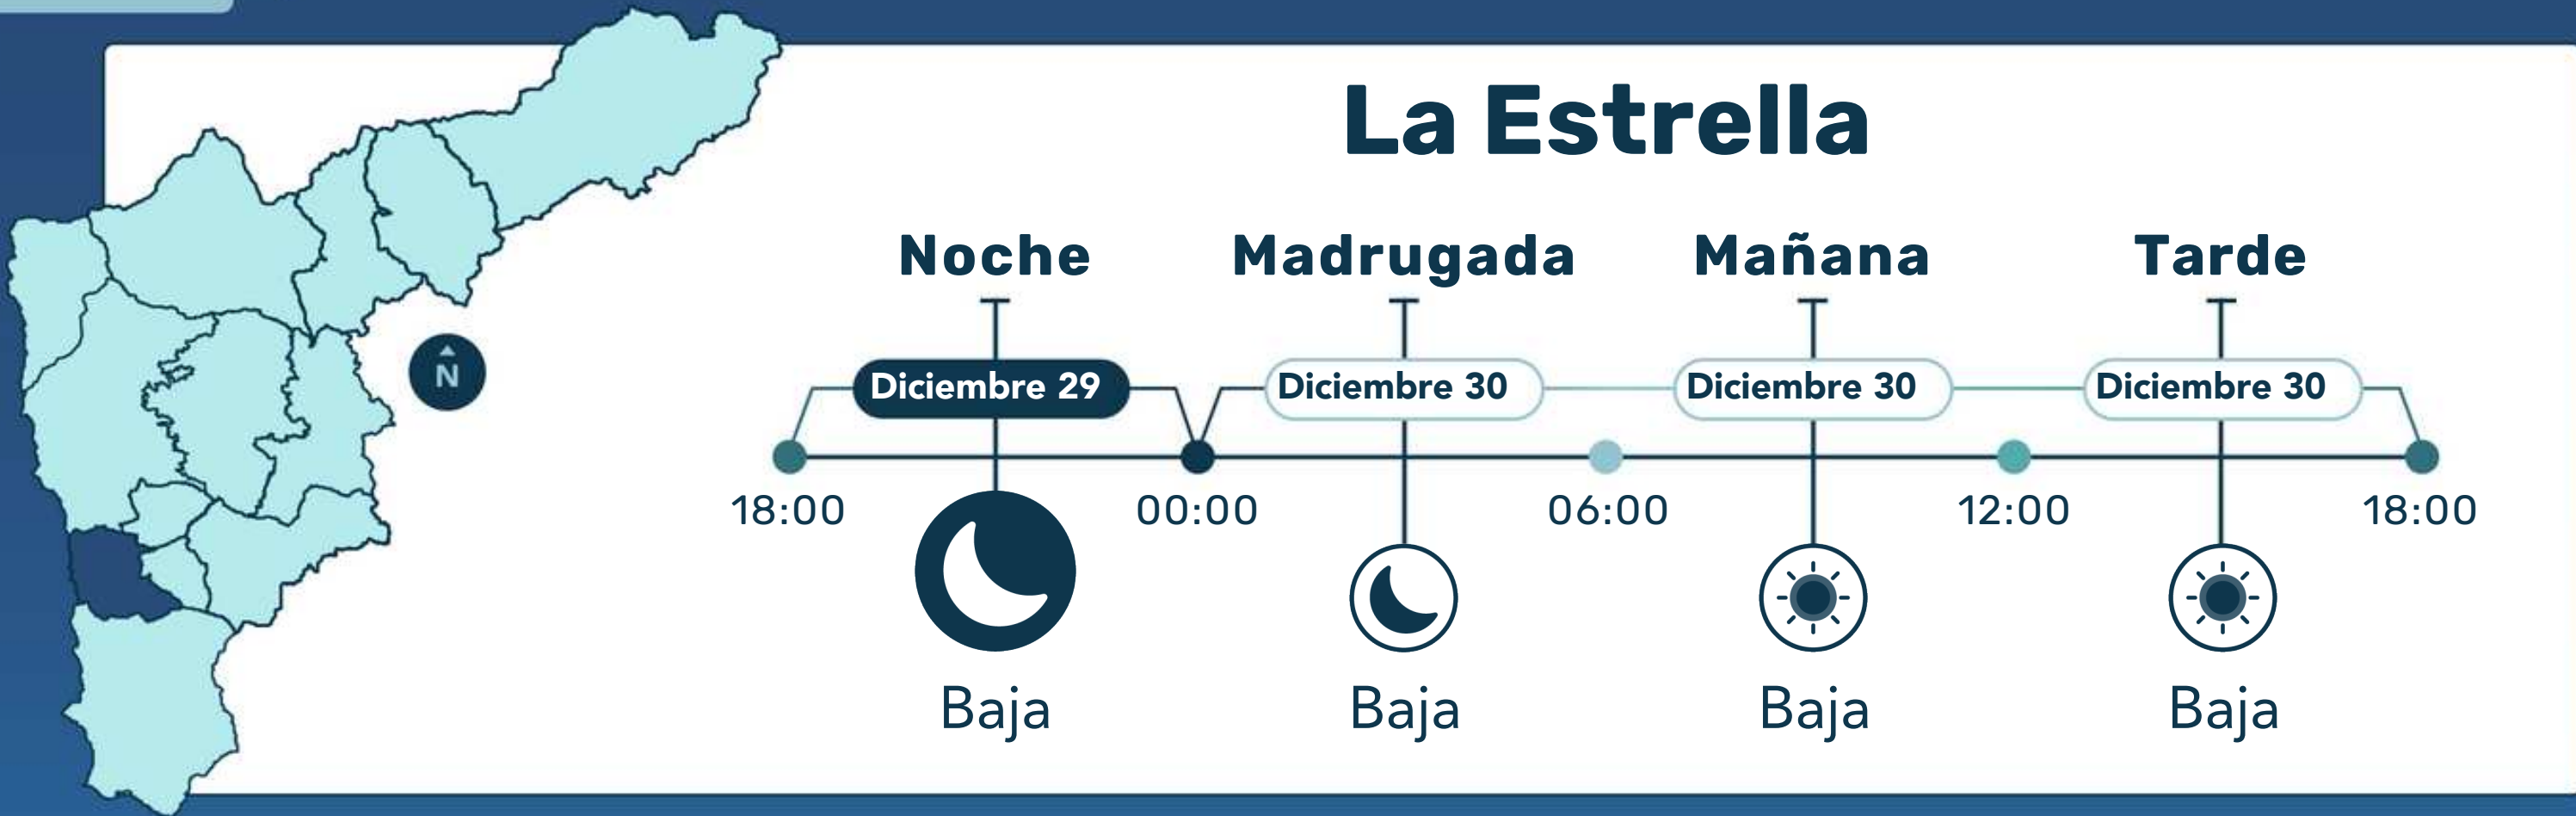 La Estrella
Noche Madrugada Mañana Tarde
N
Diciembre 29 Diciembre 30 Diciembre 30 Diciembre 30
18:00 00:00 06:00 12:00 18:00
Baja Baja Baja Baja